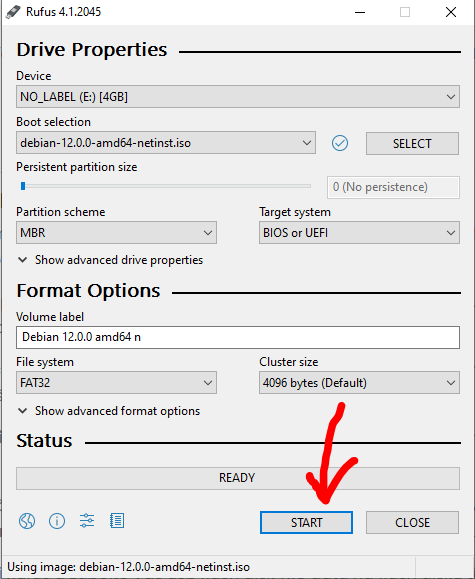 Rufus 4.1.2045
Drive Properties
Device
NO_LABEL (E:) [4GB]
Boot selection
debian-12.0.0-amd64-netinst.iso
SELECT
Persistent partition size
0 (No persistence)
Partition scheme
Target system
MBR
BIOS or UEFI
Show advanced drive properties
Format Options
Volume label
Debian 12.0.0 amd64 n
File system
Cluster size
FAT32
4096 bytes (Default)
Show advanced format options
Status
READY
START
CLOSE
Using image: debian-12.0.0-amd64-netinst.iso